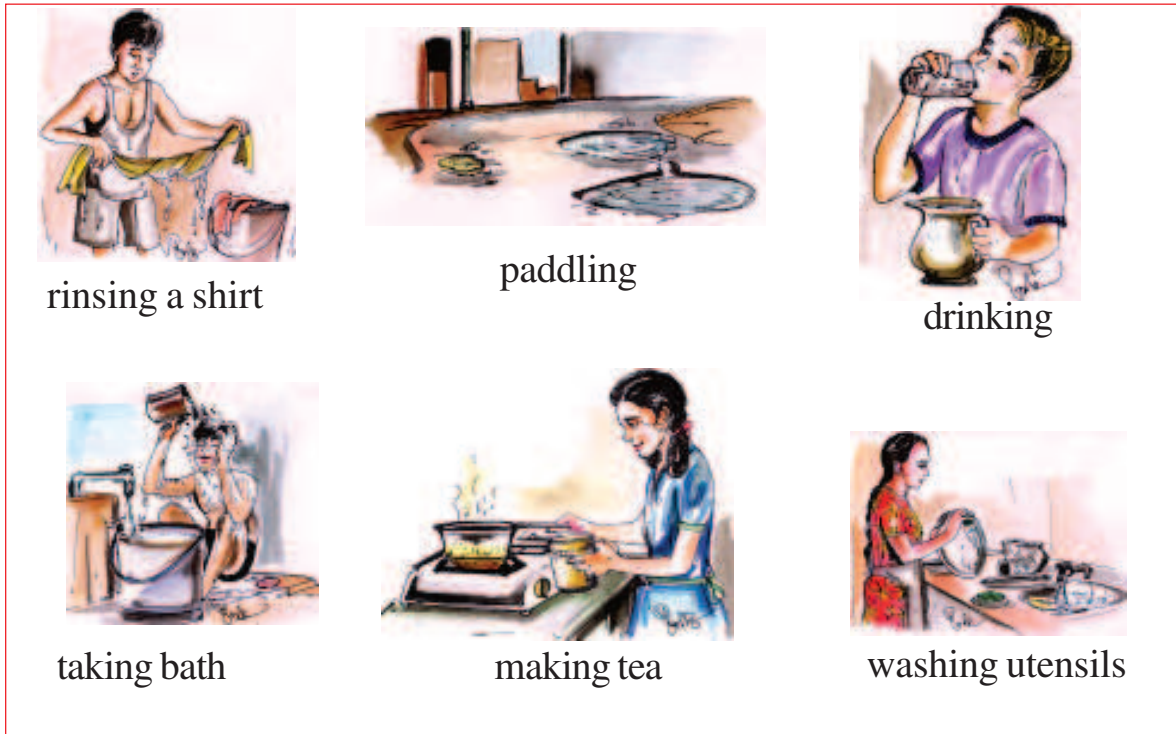 rinsing a shirt
paddling
drinking
taking bath
making tea
washing utensils